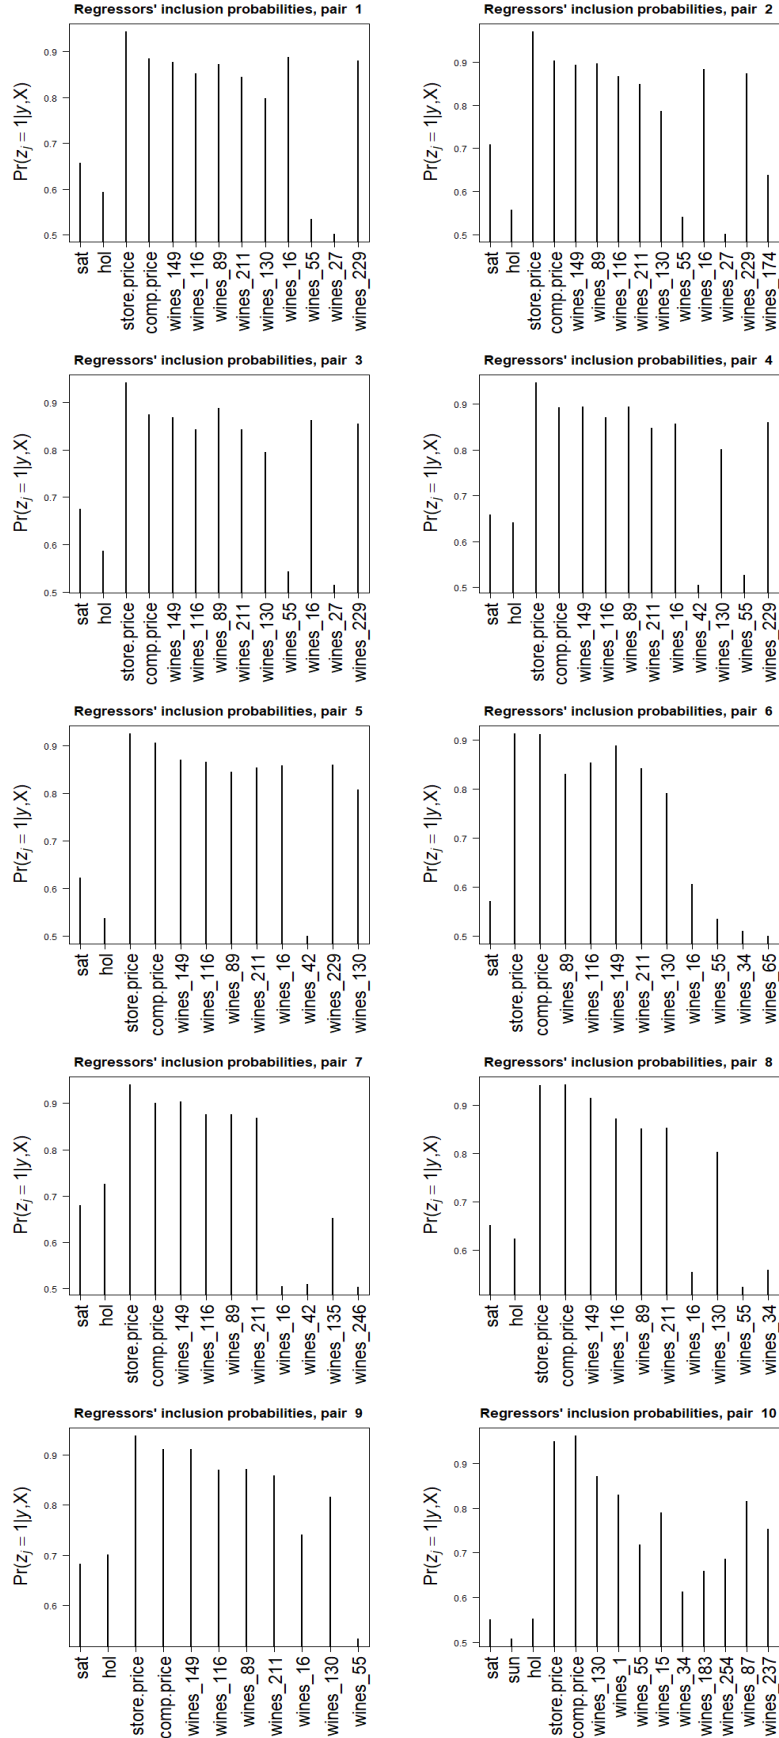 Regressors' inclusion probabilities, pair 1
Pr(zj = 1|y,X)
0.9
0.8
0.7
0.6
0.5
sat
hol
store.price
comp.price
wines_149
wines_116
wines_89
wines_211
wines_130
wines_16
wines_55
wines_27
wines_229
Regressors' inclusion probabilities, pair 2
Pr(zj = 1|y,X)
0.9
0.8
0.7
0.6
0.5
sat
hol
store.price
comp.price
wines_149
wines_89
wines_116
wines_211
wines_130
wines_55
wines_16
wines_27
wines_229
wines_174
Regressors' inclusion probabilities, pair 3
Pr(zj = 1|y,X)
0.9
0.8
0.7
0.6
0.5
sat
hol
store.price
comp.price
wines_149
wines_116
wines_89
wines_211
wines_130
wines_55
wines_16
wines_27
wines_229
Regressors' inclusion probabilities, pair 4
Pr(zj = 1|y,X)
0.9
0.8
0.7
0.6
0.5
sat
hol
store.price
comp.price
wines_149
wines_116
wines_89
wines_211
wines_16
wines_42
wines_130
wines_55
wines_229
Regressors' inclusion probabilities, pair 5
Pr(zj = 1|y,X)
0.9
0.8
0.7
0.6
0.5
sat
hol
store.price
comp.price
wines_149
wines_116
wines_89
wines_211
wines_16
wines_42
wines_229
wines_130
Regressors' inclusion probabilities, pair 6
Pr(zj = 1|y,X)
0.9
0.8
0.7
0.6
0.5
sat
store.price
comp.price
wines_89
wines_116
wines_149
wines_211
wines_130
wines_16
wines_55
wines_34
wines_65
Regressors' inclusion probabilities, pair 7
Pr(zj = 1|y,X)
0.9
0.8
0.7
0.6
0.5
sat
hol
store.price
comp.price
wines_149
wines_116
wines_89
wines_211
wines_16
wines_42
wines_135
wines_246
Regressors' inclusion probabilities, pair 8
Pr(zj = 1|y,X)
0.9
0.8
0.7
0.6
sat
hol
store.price
comp.price
wines_149
wines_116
wines_89
wines_211
wines_16
wines_130
wines_55
wines_34
Regressors' inclusion probabilities, pair 9
Pr(zj = 1|y,X)
0.9
0.8
0.7
0.6
sat
hol
store.price
comp.price
wines_149
wines_116
wines_89
wines_211
wines_16
wines_130
wines_55
Regressors' inclusion probabilities, pair 10
Pr(zj = 1|y,X)
0.9
0.8
0.7
0.6
0.5
sat
sun
hol
store.price
comp.price
wines_130
wines_1
wines_55
wines_15
wines_34
wines_183
wines_254
wines_87
wines_237